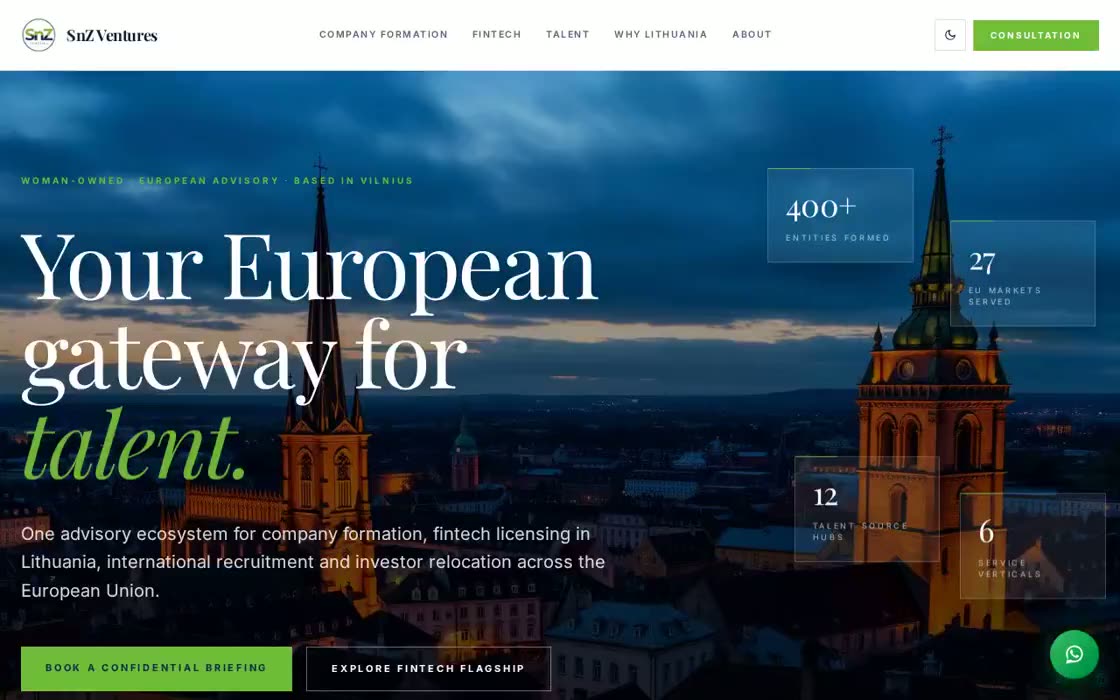 SnZ
SnZ Ventures
COMPANY FORMATION
FINTECH
TALENT
WHY LITHUANIA
ABOUT
CONSULTATION
WOMAN-OWNED · EUROPEAN ADVISORY · BASED IN VILNIUS
Your European
gateway for
talent.
One advisory ecosystem for company formation, fintech licensing in
Lithuania, international recruitment and investor relocation across the
European Union.
BOOK A CONFIDENTIAL BRIEFING
EXPLORE FINTECH FLAGSHIP
400+
ENTITIES FORMED
27
EU MARKETS
SERVED
12
TALENT SOURCE
HUBS
6
SERVICE
VERTICALS